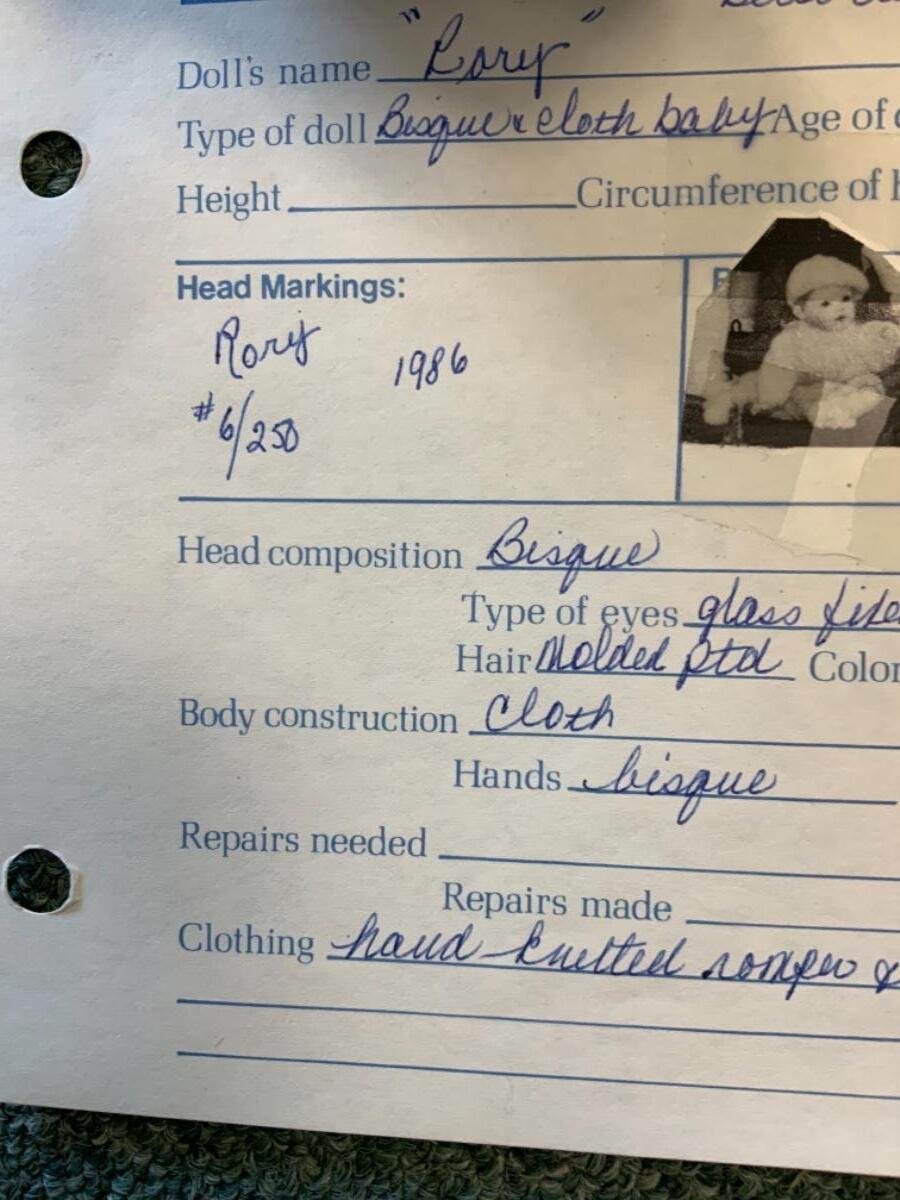 Doll's name "Rory"
Type of doll Bisque & cloth baby Age of
Height Circumference of
Head Markings:
Rory 1986
#6/250
Head composition Bisque
Type of eyes glass
Hair Molded ptd Color
Body construction Cloth
Hands bisque
Repairs needed
Repairs made
Clothing hand knitted romper &